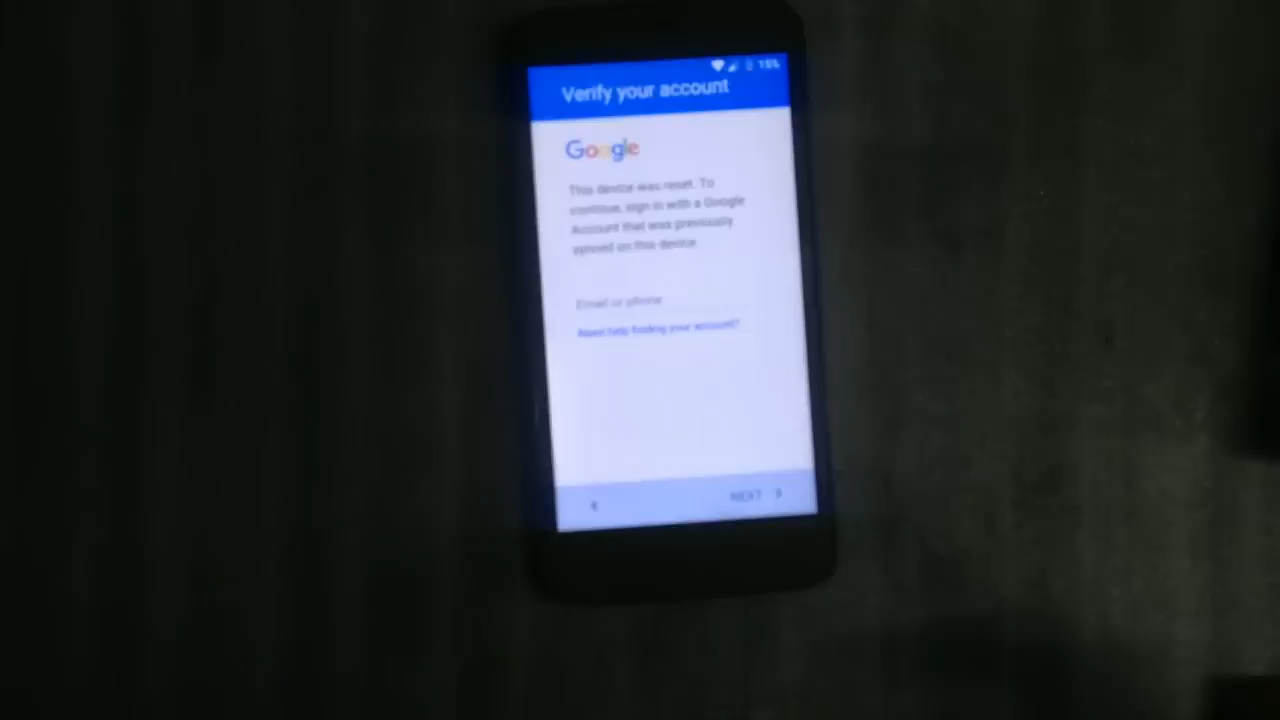 15%
Verify your account
Google
This device was reset. To
continue, sign in with a Google
Account that was previously
synced on this device.
Email or phone
Need help finding your account?
NEXT